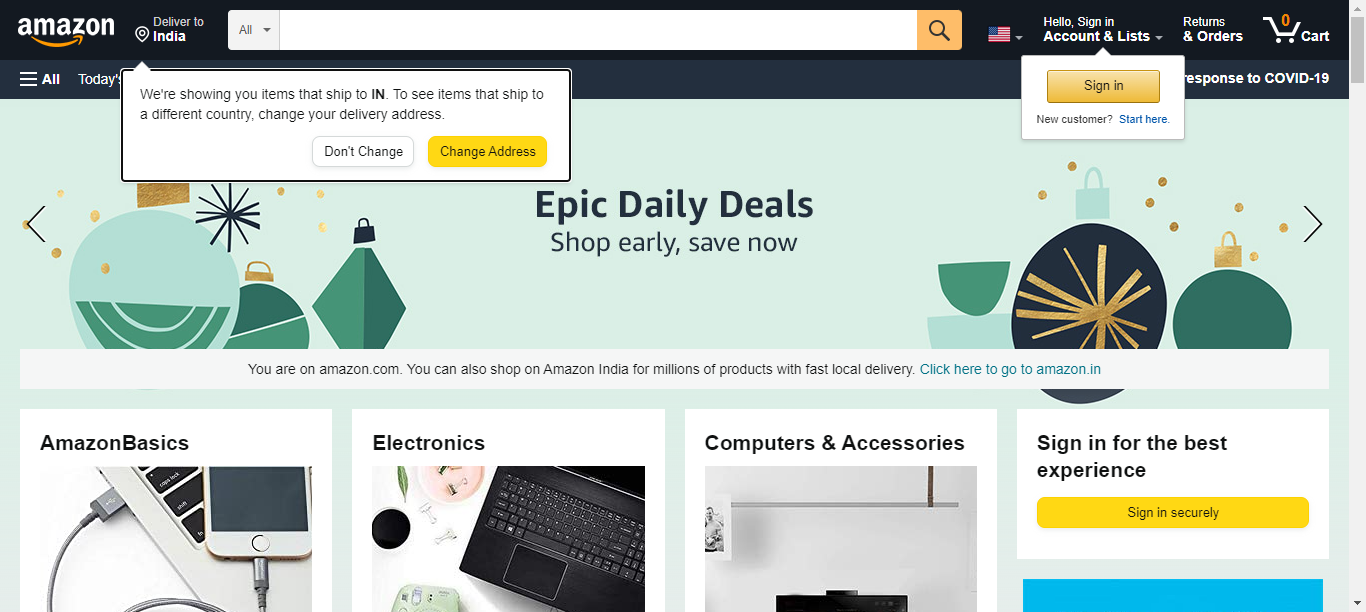 amazon
Deliver to
India
All
Hello, Sign in
Account & Lists
Returns
& Orders
0
Cart
All
Today's
response to COVID-19
We're showing you items that ship to IN. To see items that ship to
a different country, change your delivery address.
Don't Change
Change Address
Sign in
New customer? Start here.
Epic Daily Deals
Shop early, save now
You are on amazon.com. You can also shop on Amazon India for millions of products with fast local delivery. Click here to go to amazon.in
AmazonBasics
Electronics
Computers & Accessories
Sign in for the best
experience
Sign in securely
caps lock
shift
fn